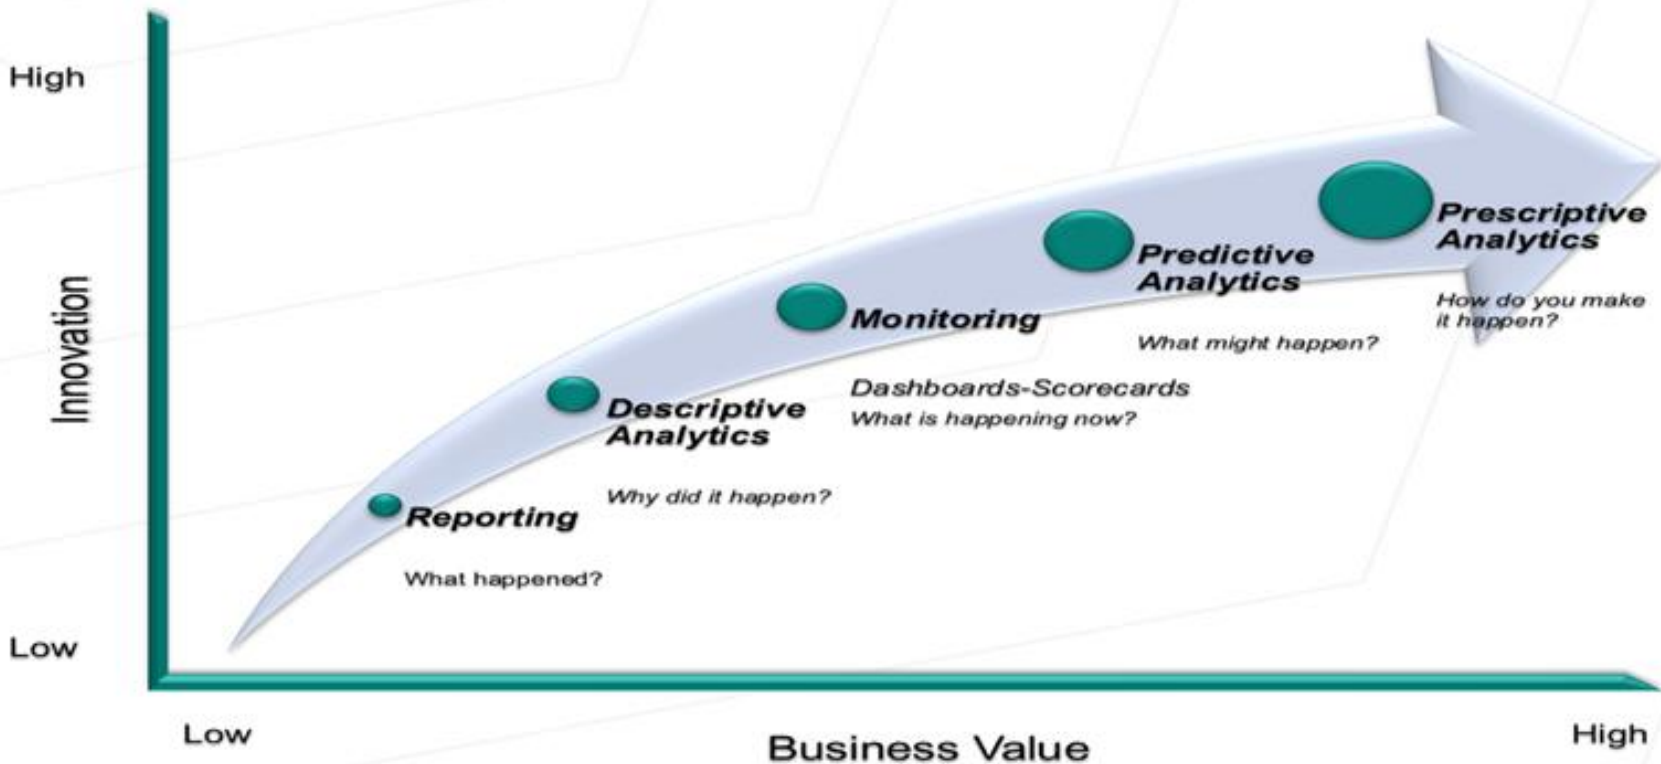 High
Innovation
Low
Reporting
What happened?
Descriptive
Analytics
Why did it happen?
Monitoring
Dashboards-Scorecards
What is happening now?
Predictive
Analytics
What might happen?
Prescriptive
Analytics
How do you make
it happen?
Low
Business Value
High